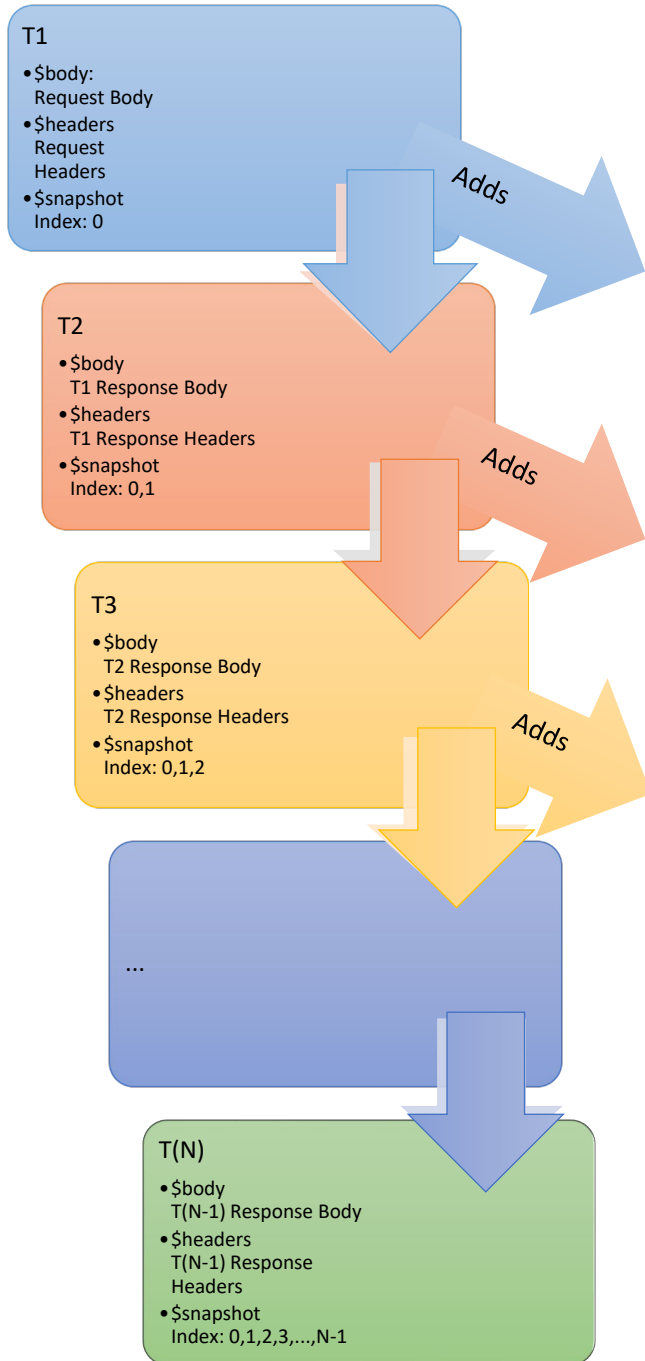 T1
•$body:
Request Body
•$headers
Request
Headers
•$snapshot
Index: 0
Adds
T2
•$body
T1 Response Body
•$headers
T1 Response Headers
•$snapshot
Index: 0,1
Adds
T3
•$body
T2 Response Body
•$headers
T2 Response Headers
•$snapshot
Index: 0,1,2
Adds
...
T(N)
•$body
T(N-1) Response Body
•$headers
T(N-1) Response
Headers
•$snapshot
Index: 0,1,2,3,...,N-1